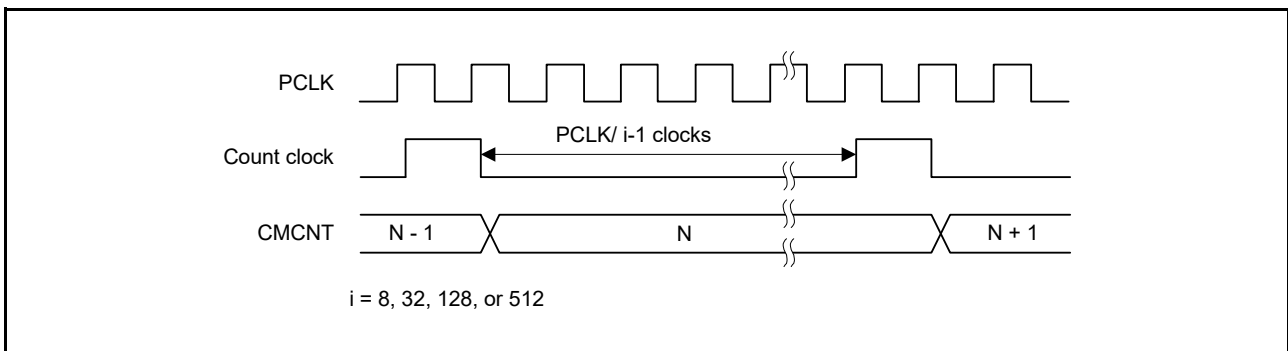 PCLK
PCLK/ i-1 clocks
Count clock
CMCNT
N - 1
N
N + 1
i = 8, 32, 128, or 512